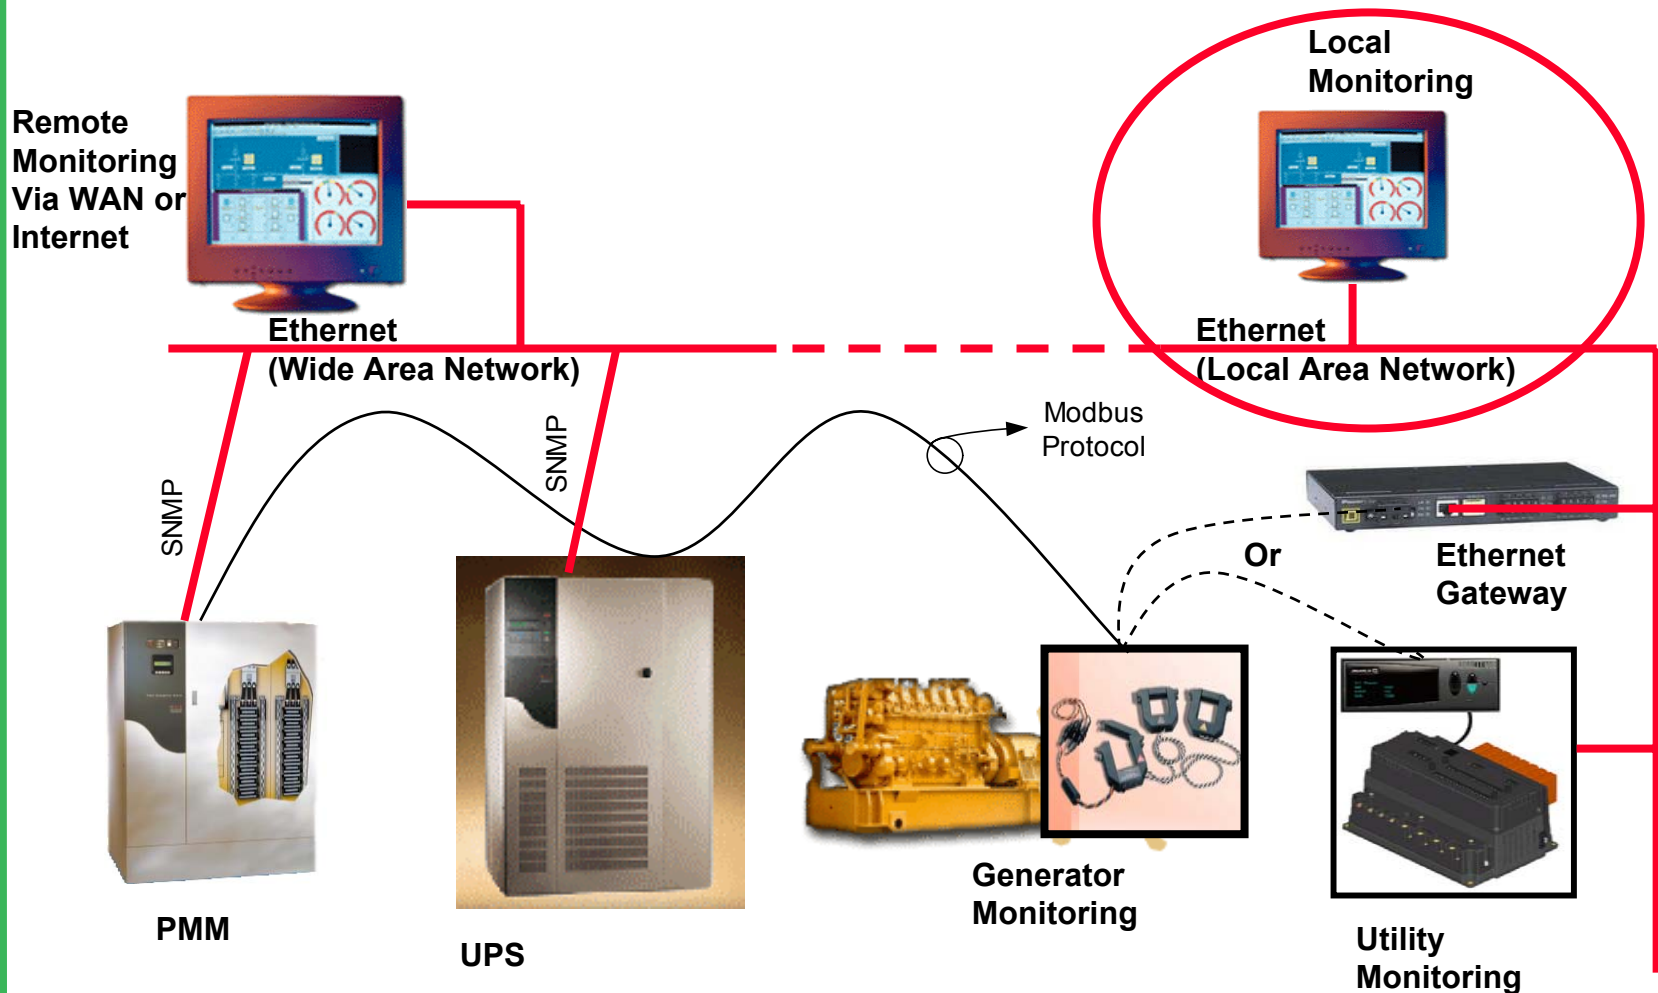 Local
Monitoring
Remote
Monitoring
Via WAN or
Internet
Ethernet
(Wide Area Network)
Ethernet
(Local Area Network)
SNMP
SNMP
Modbus
Protocol
Or
Ethernet
Gateway
Generator
Monitoring
PMM
UPS
Utility
Monitoring